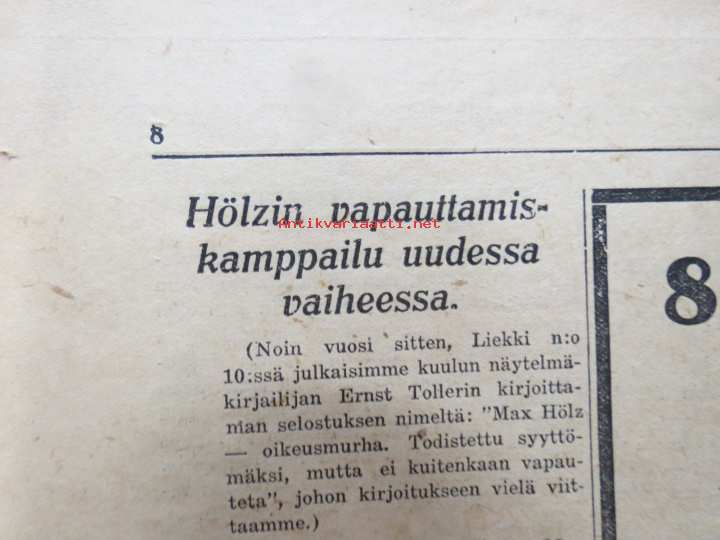 8
Hölzin vapauttamis-
Antikvariaatti.net
kamppailu uudessa
vaiheessa.
8
(Noin vuosi sitten, Liekki n:o
10:ssä julkaisimme kuulun näytelmä-
kirjailijan Ernst Tollerin kirjoitta-
man selostuksen nimeltä: "Max Hölz
— oikeusmurha. Todistettu syyttö-
mäksi, mutta ei kuitenkaan vapau-
teta", johon kirjoitukseen vielä viit-
taamme.)